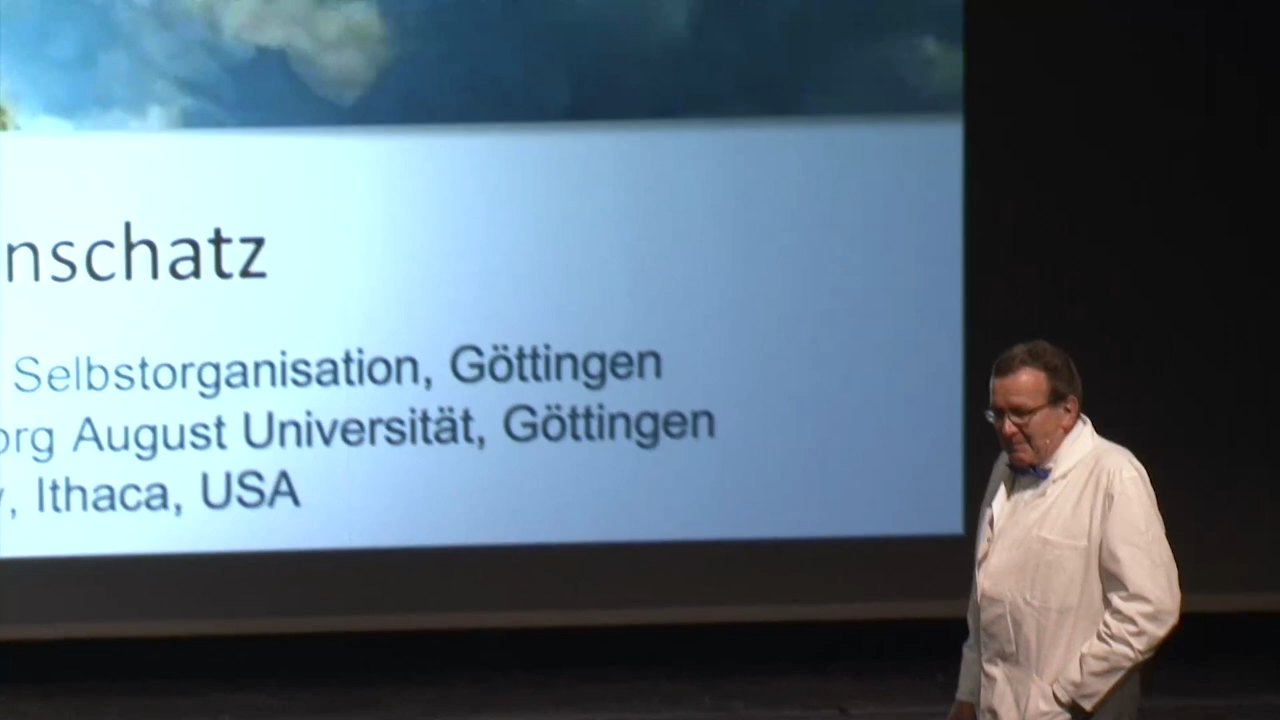 nschatz
Selbstorganisation, Göttingen
org August Universität, Göttingen
, Ithaca, USA